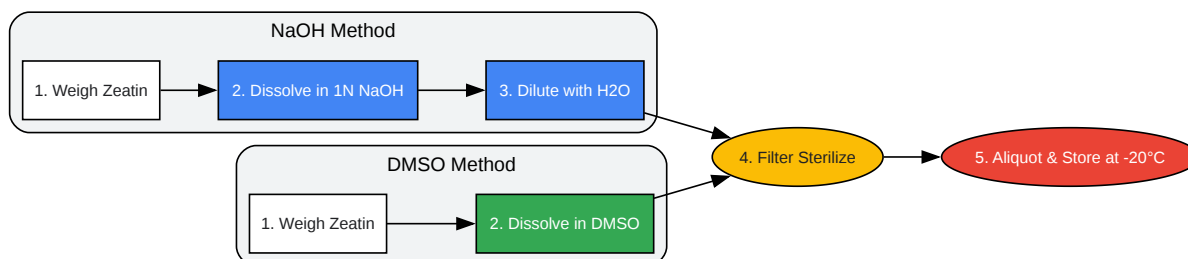 NaOH Method
1. Weigh Zeatin
2. Dissolve in 1N NaOH
3. Dilute with H2O
DMSO Method
1. Weigh Zeatin
2. Dissolve in DMSO
4. Filter Sterilize
5. Aliquot & Store at -20°C